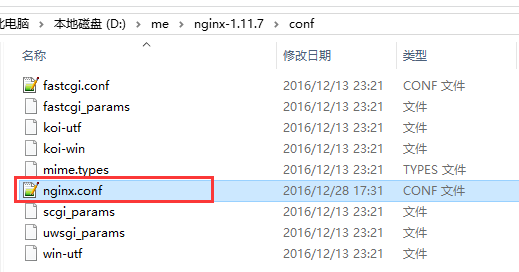 此电脑 > 本地磁盘 (D:) > me > nginx-1.11.7 > conf
名称 修改日期 类型
fastcgi.conf 2016/12/13 23:21 CONF 文件
fastcgi_params 2016/12/13 23:21 文件
koi-utf 2016/12/13 23:21 文件
koi-win 2016/12/13 23:21 文件
mime.types 2016/12/13 23:21 TYPES 文件
nginx.conf 2016/12/28 17:31 CONF 文件
scgi_params 2016/12/13 23:21 文件
uwsgi_params 2016/12/13 23:21 文件
win-utf 2016/12/13 23:21 文件